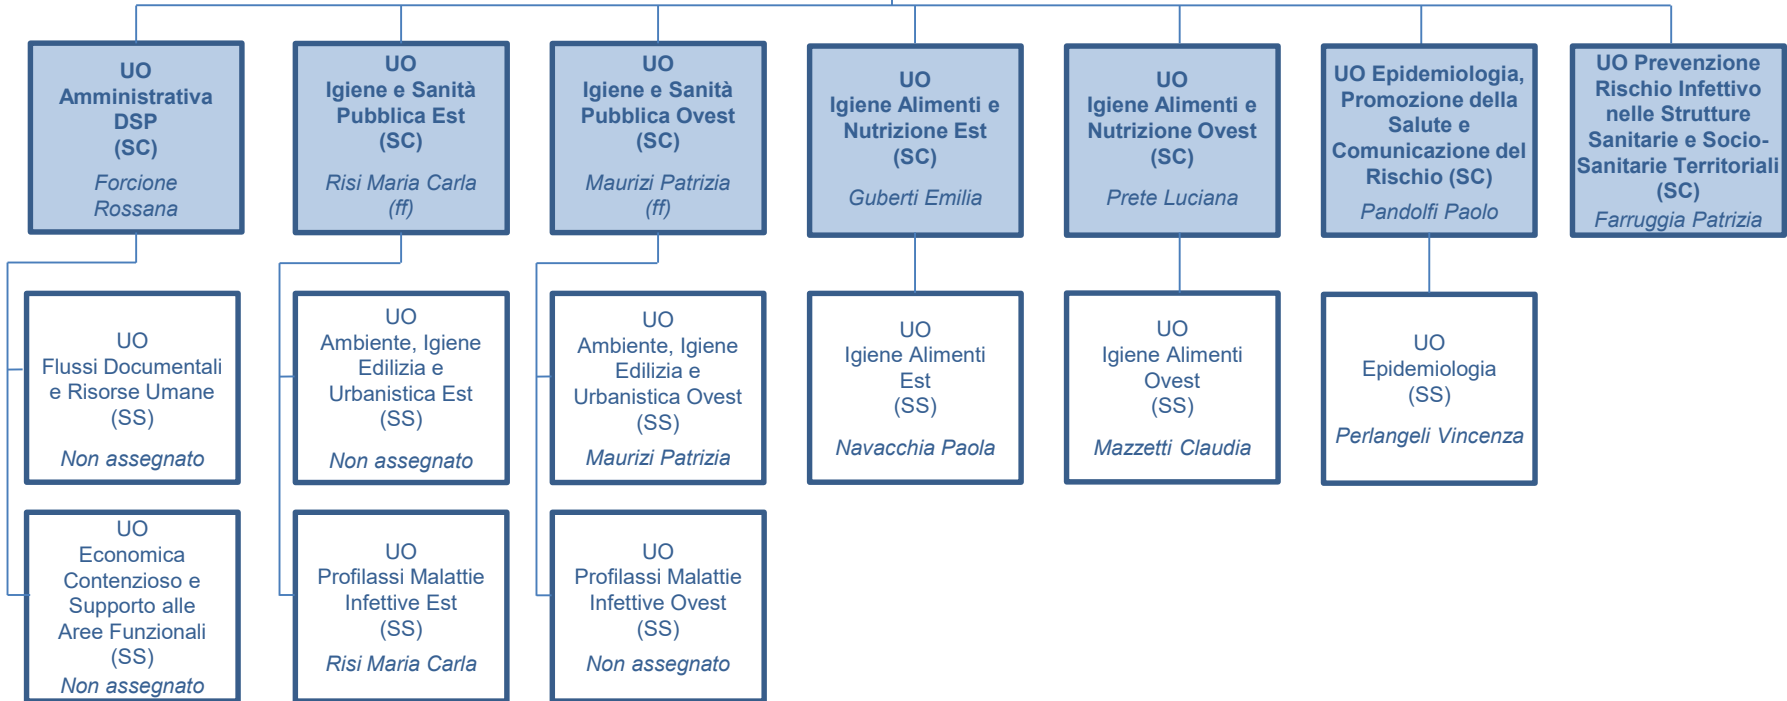 UO
Amministrativa
DSP
(SC)
Forcione
Rossana
UO
Igiene e Sanità
Pubblica Est
(SC)
Risi Maria Carla
(ff)
UO
Igiene e Sanità
Pubblica Ovest
(SC)
Maurizi Patrizia
(ff)
UO
Igiene Alimenti e
Nutrizione Est
(SC)
Guberti Emilia
UO
Igiene Alimenti e
Nutrizione Ovest
(SC)
Prete Luciana
UO Epidemiologia,
Promozione della
Salute e
Comunicazione del
Rischio (SC)
Pandolfi Paolo
UO Prevenzione
Rischio Infettivo
nelle Strutture
Sanitarie e Socio-
Sanitarie Territoriali
(SC)
Farruggia Patrizia
UO
Flussi Documentali
e Risorse Umane
(SS)
Non assegnato
UO
Ambiente, Igiene
Edilizia e
Urbanistica Est
(SS)
Non assegnato
UO
Ambiente, Igiene
Edilizia e
Urbanistica Ovest
(SS)
Maurizi Patrizia
UO
Igiene Alimenti
Est
(SS)
Navacchia Paola
UO
Igiene Alimenti
Ovest
(SS)
Mazzetti Claudia
UO
Epidemiologia
(SS)
Perlangeli Vincenza
UO
Economica
Contenzioso e
Supporto alle
Aree Funzionali
(SS)
Non assegnato
UO
Profilassi Malattie
Infettive Est
(SS)
Risi Maria Carla
UO
Profilassi Malattie
Infettive Ovest
(SS)
Non assegnato